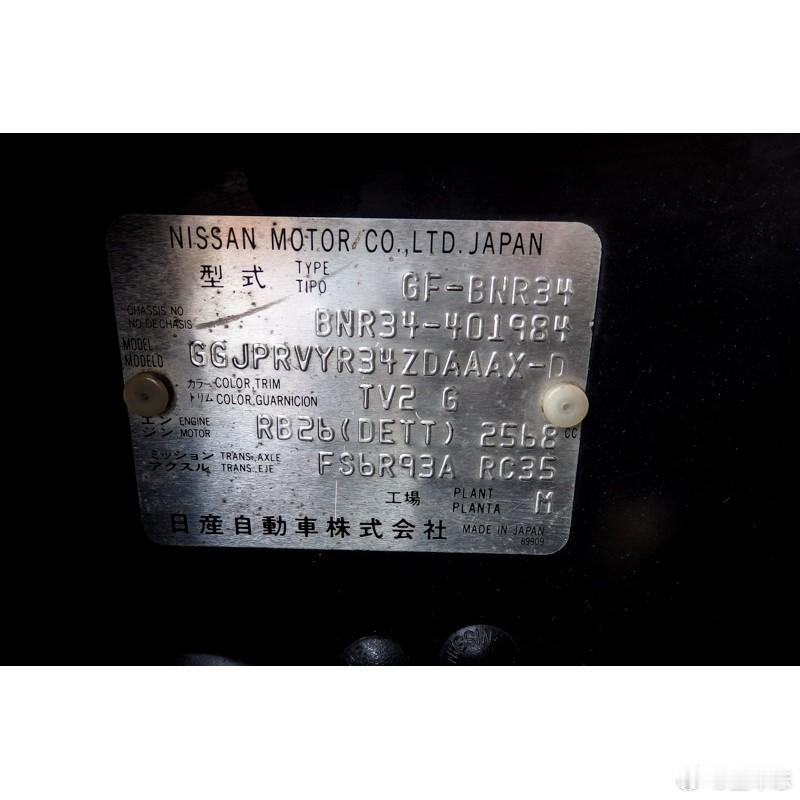 NISSAN MOTOR CO.,LTD. JAPAN
型式 TYPE TIPO GF-BNR34
CHASSIS NO NO. DE CHASIS BNR34-401984
MODEL MODELO GGJPRVYR34ZDAAAX-D
カラー トリム COLOR, TRIM COLOR, GUARNICION TV2 G
エンジン ENGINE MOTOR RB26(DETT) 2568 CC
ミッション アクスル TRANS., AXLE TRANS., EJE FS6R93A RC35
工場 PLANT PLANTA M
日産自動車株式会社 MADE IN JAPAN
89909
NISSIN